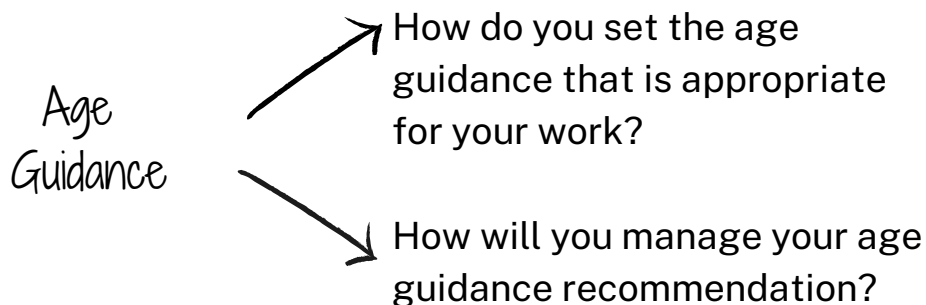 Age
Guidance
How do you set the age
guidance that is appropriate
for your work?
How will you manage your age
guidance recommendation?